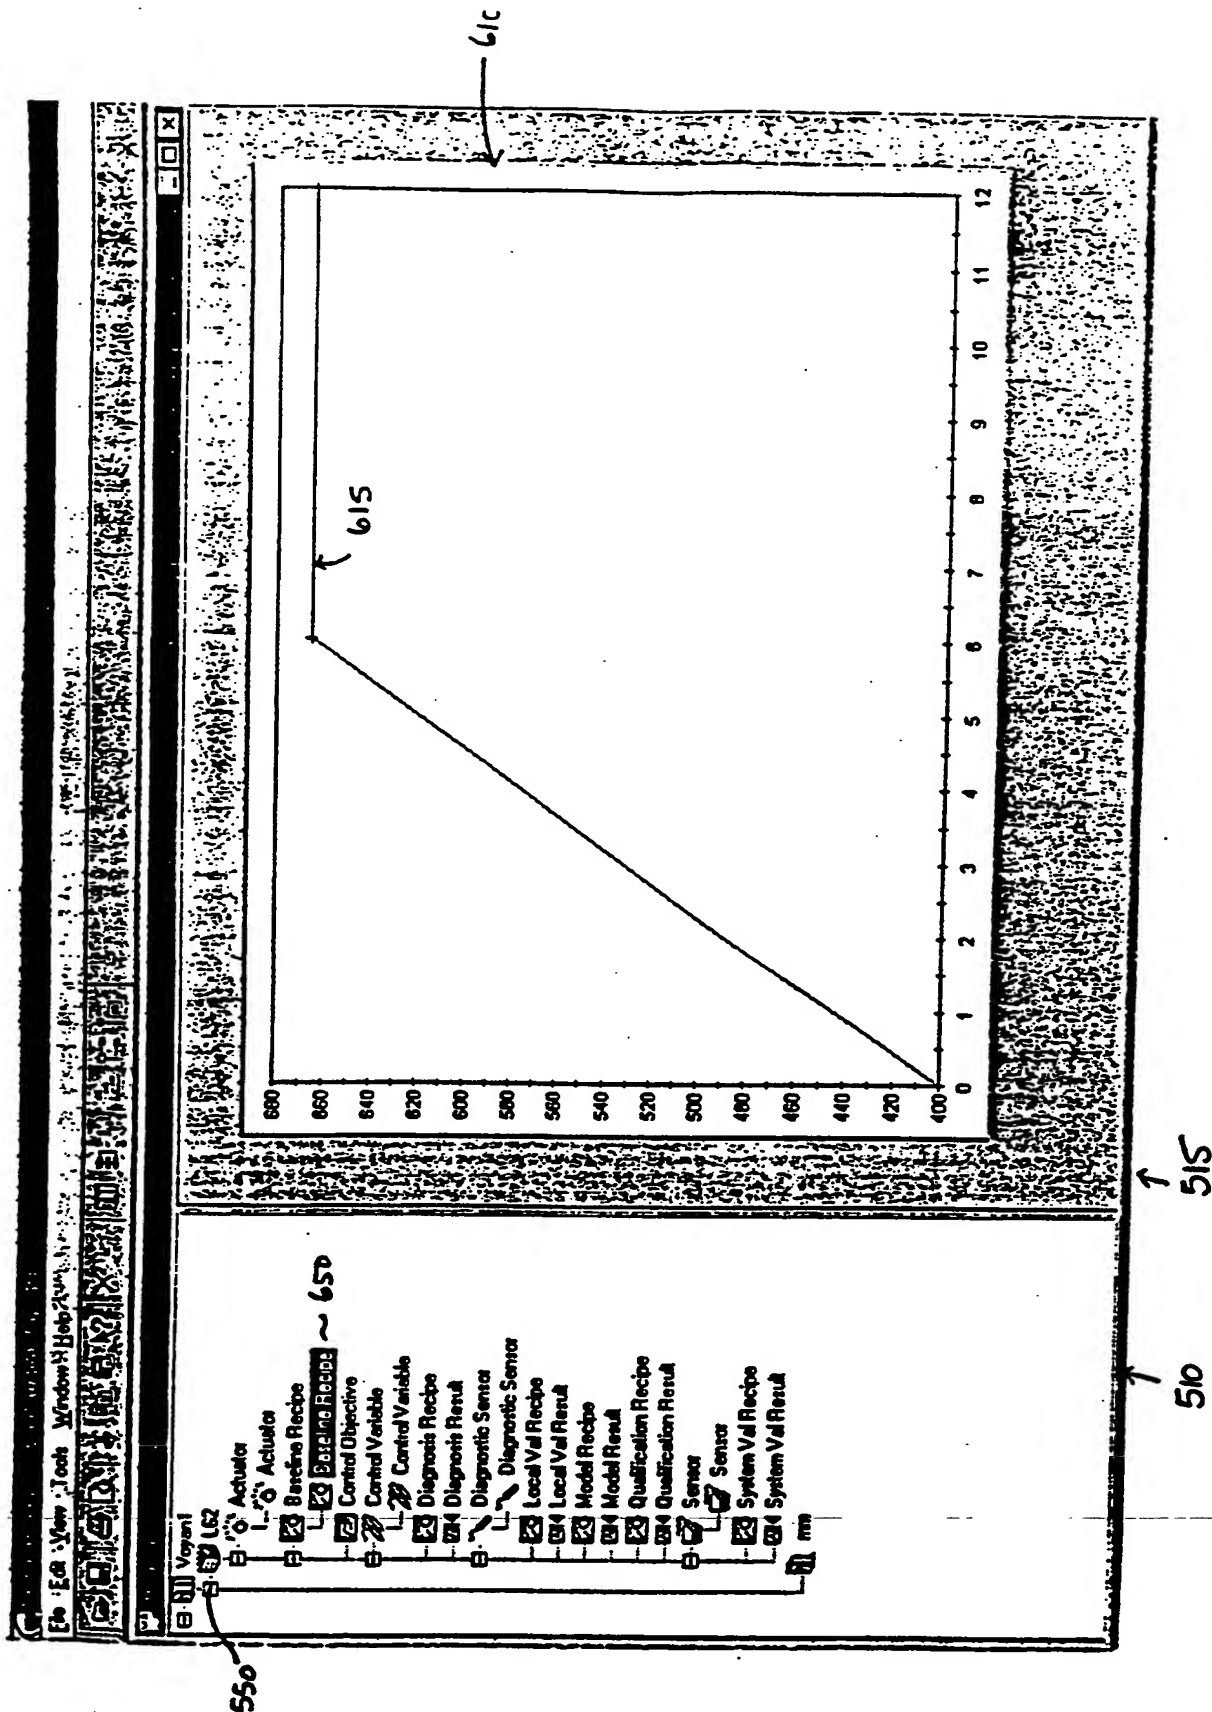 File Edit View Tools Window Help
Voyan1
L62
Actuator
Actuator
Baseline Recipe
Baseline Recipe
~ 650
Control Objective
Control Variable
Control Variable
Diagnosis Recipe
Diagnosis Result
Diagnostic Sensor
Diagnostic Sensor
Local Val Recipe
Local Val Result
Model Recipe
Model Result
Qualification Recipe
Qualification Result
Sensor
Sensor
System Val Recipe
System Val Result
mm
550
510
680
660
640
620
600
580
560
540
520
500
480
460
440
420
400
0 1 2 3 4 5 6 7 8 9 10 11 12
615
61c
515